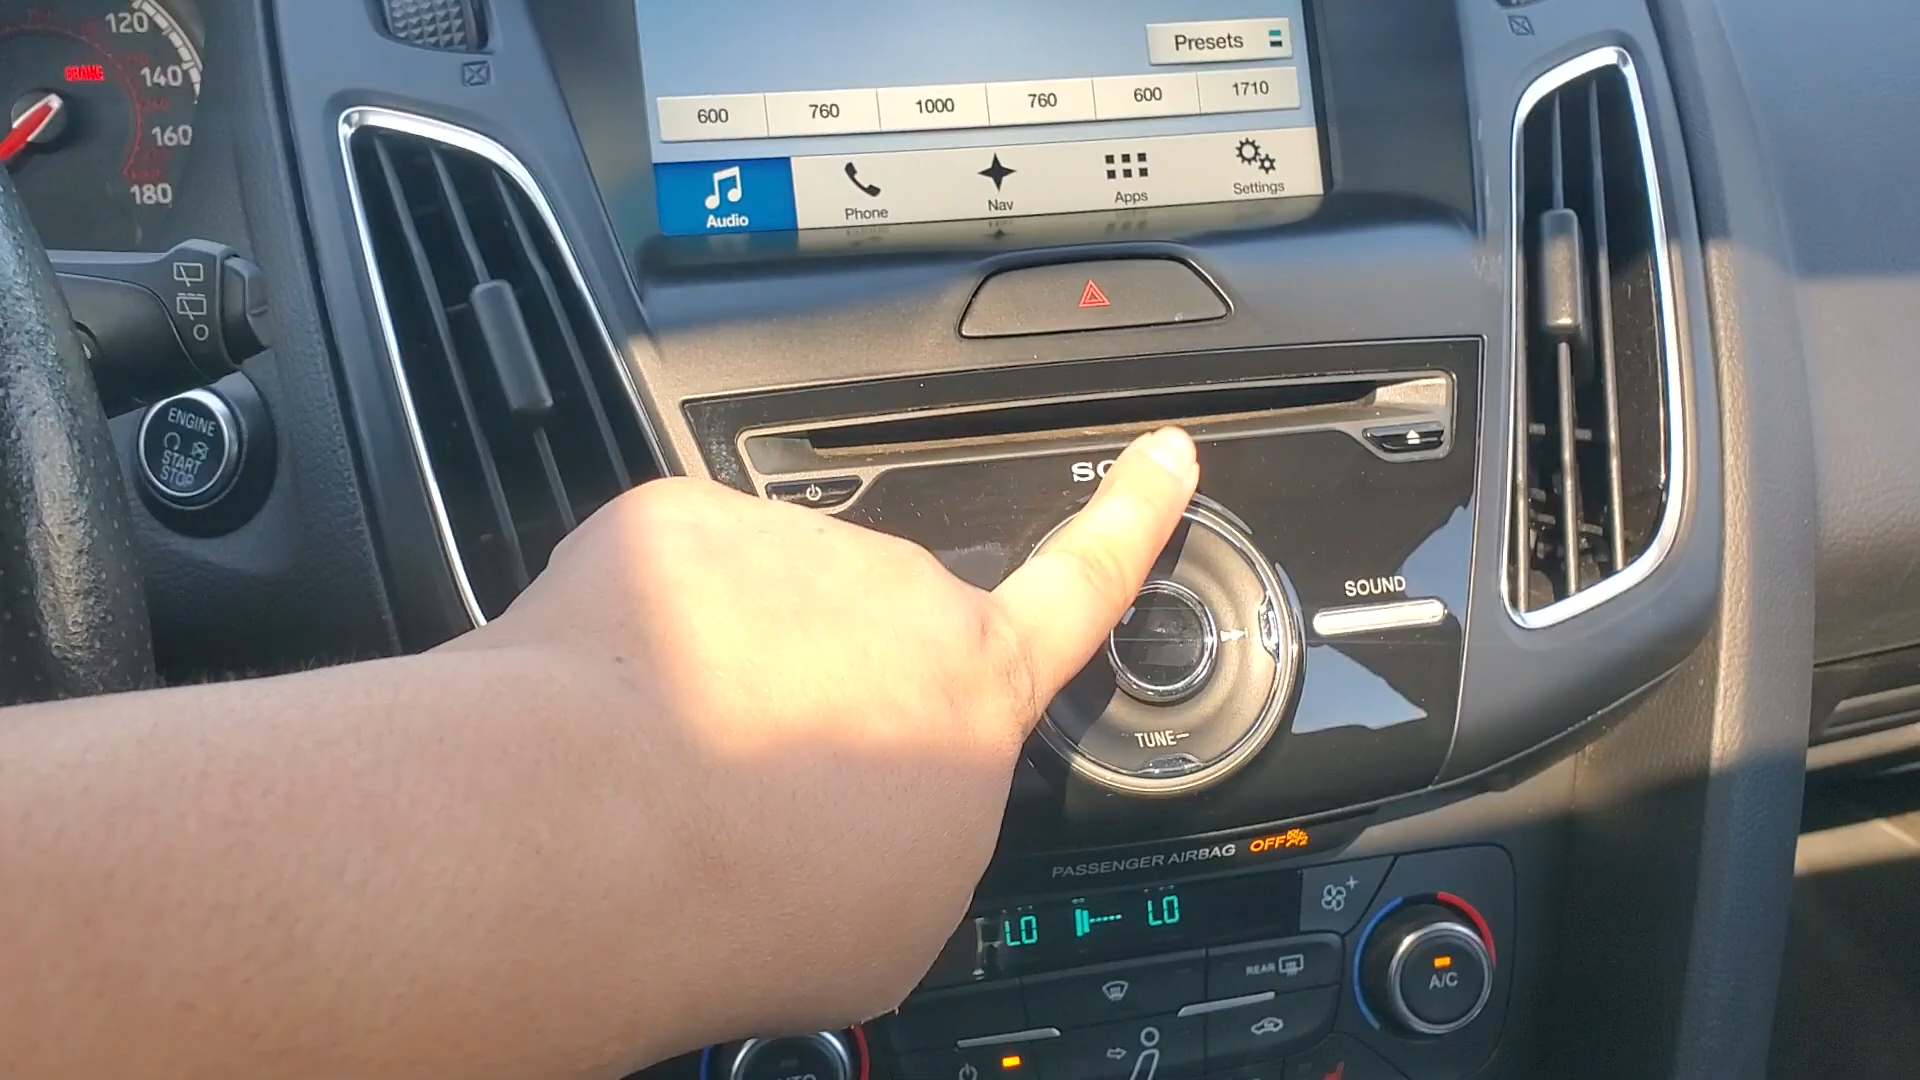 120
BRAKE
140
160
180
Presets
600 760 1000 760 600 1710
Audio Phone Nav Apps Settings
ENGINE
START
STOP
SOUND
TUNE-
PASSENGER AIRBAG OFF
LO LO
REAR
A/C